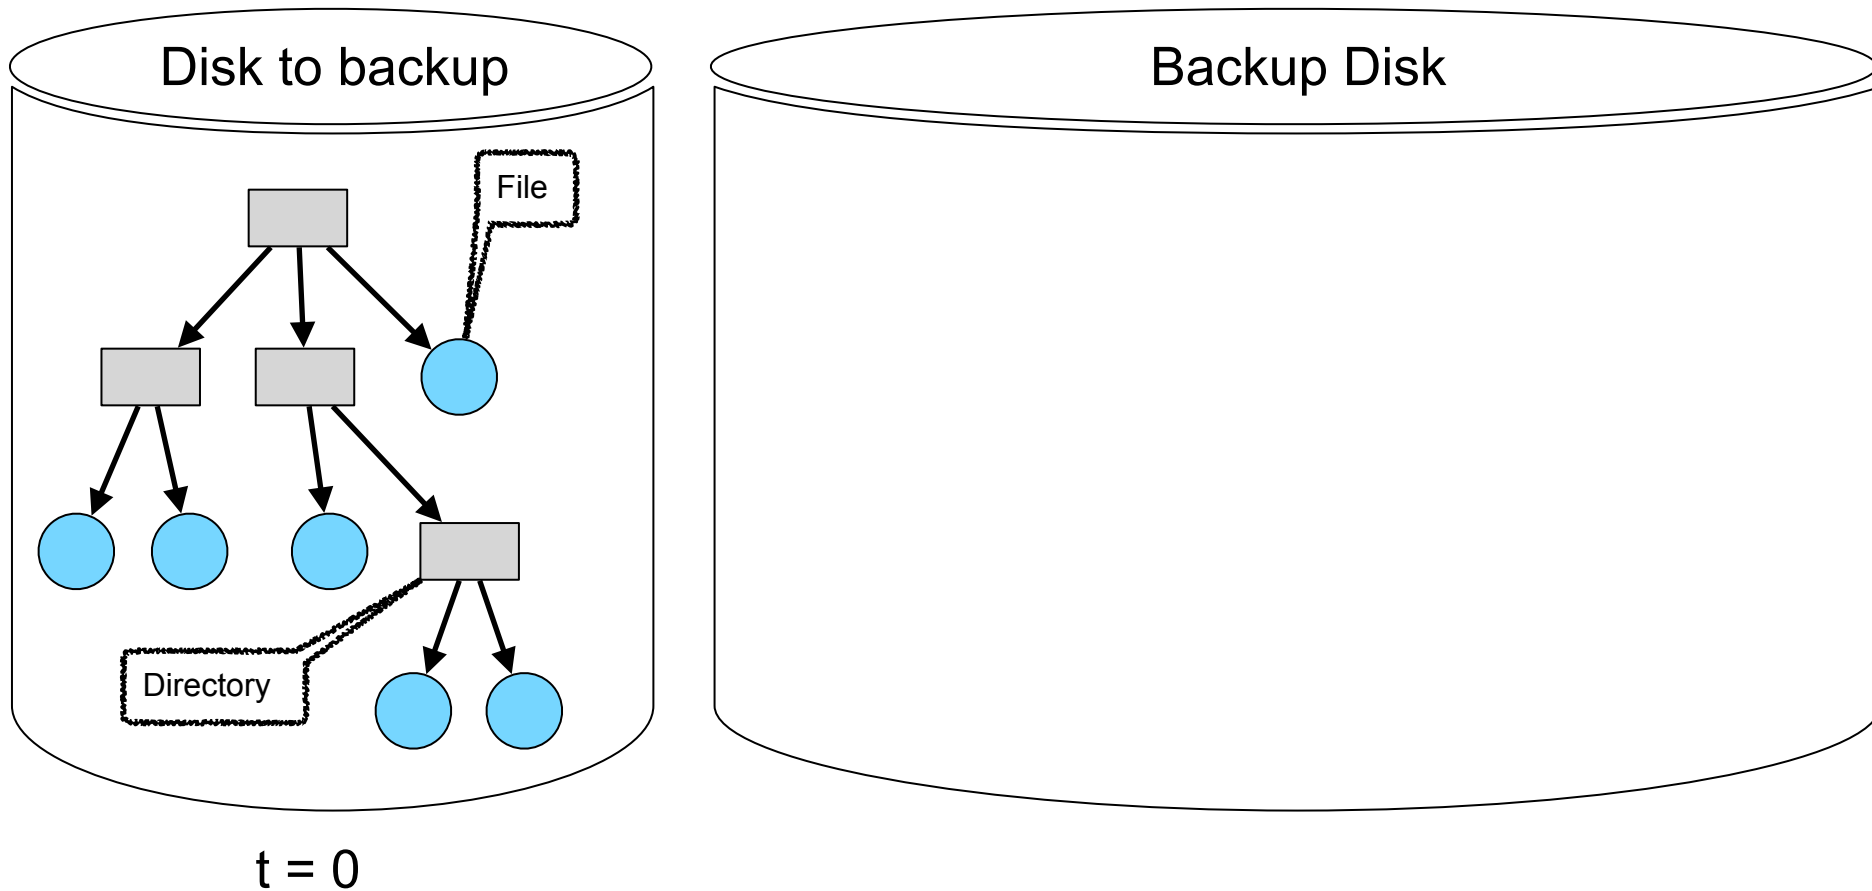 Disk to backup
Backup Disk
File
Directory
t = 0